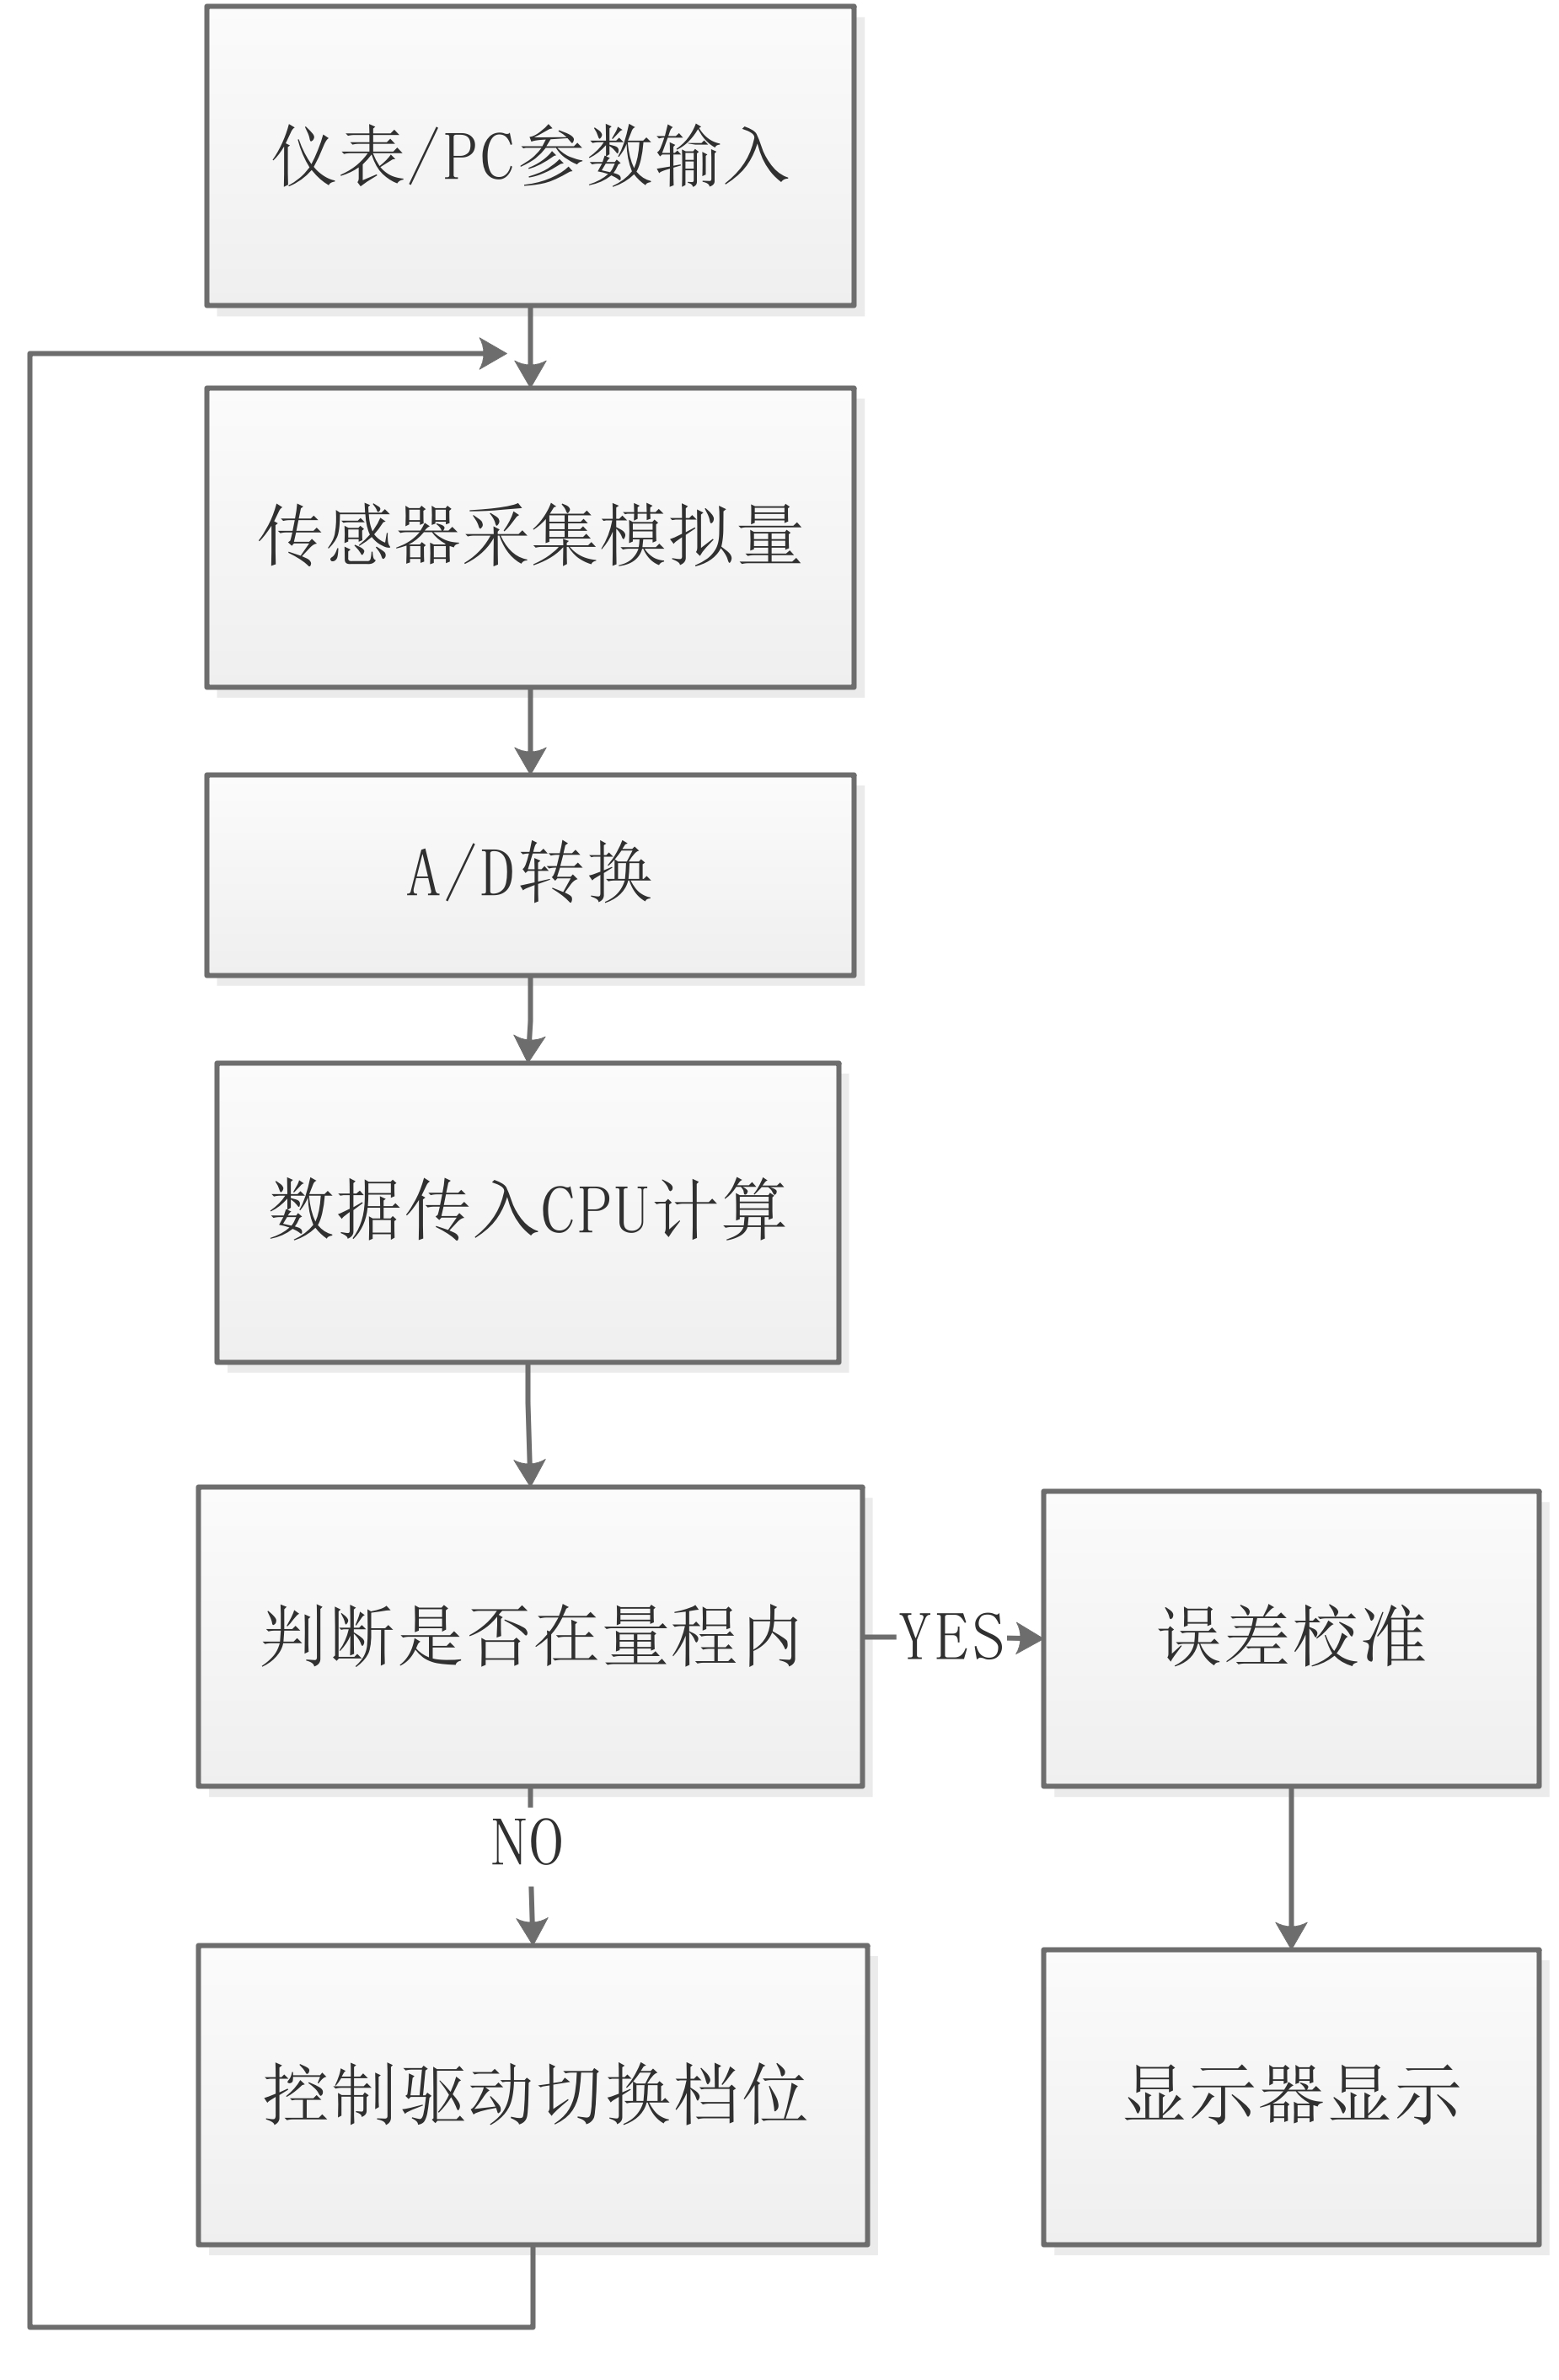 仪表/PC参数输入
传感器采集模拟量
A/D转换
数据传入CPU计算
判断是否在量程内
YES
误差校准
NO
控制驱动切换挡位
显示器显示